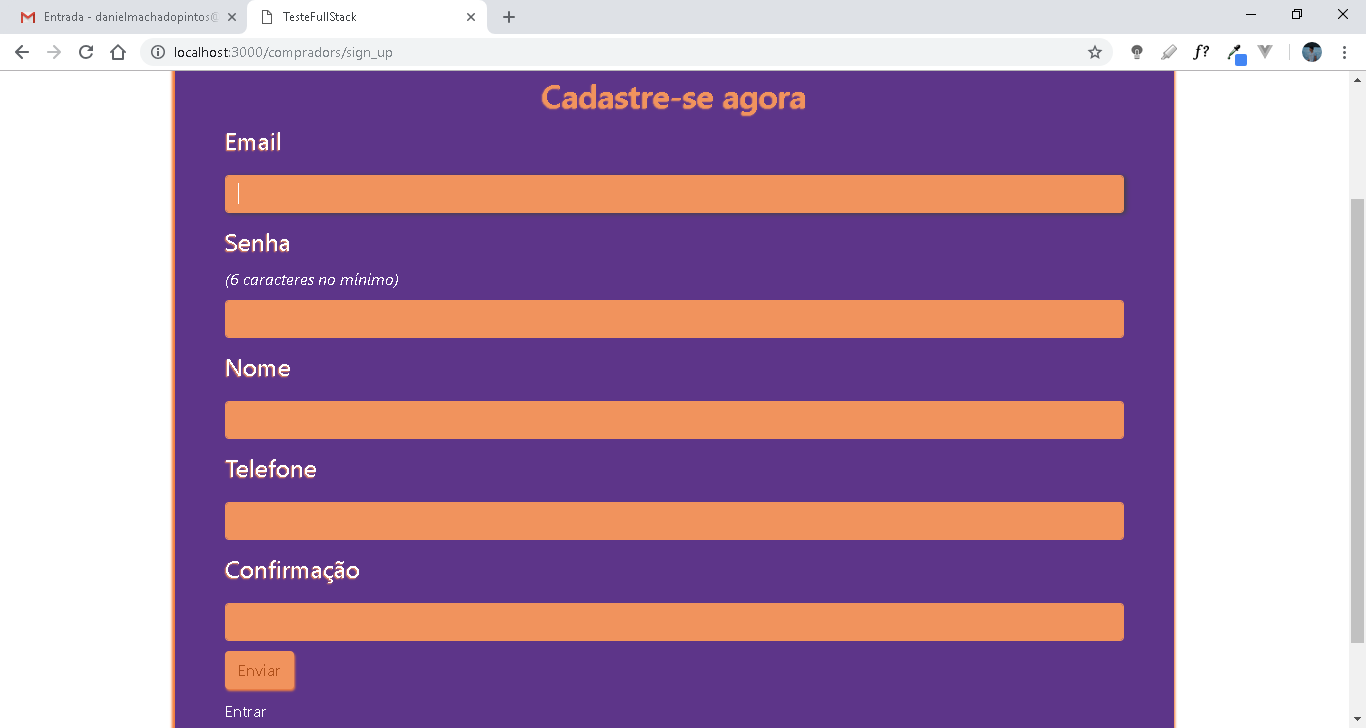 Entrada - danielmachadopintos@
TesteFullStack
localhost:3000/compradors/sign_up
f?
Cadastre-se agora
Email
Senha
(6 caracteres no mínimo)
Nome
Telefone
Confirmação
Enviar
Entrar